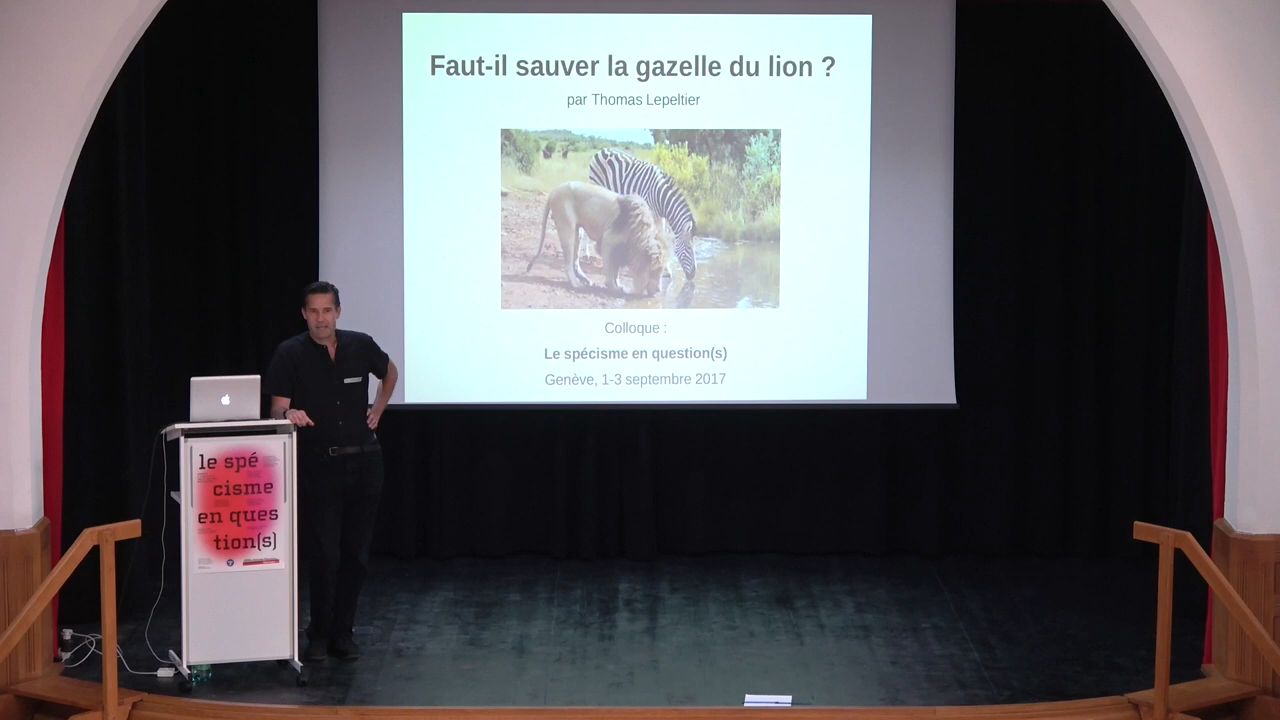 Faut-il sauver la gazelle du lion ?
par Thomas Lepeltier
Colloque :
Le spécisme en question(s)
Genève, 1-3 septembre 2017
le spé
cisme
en ques
tion(s)